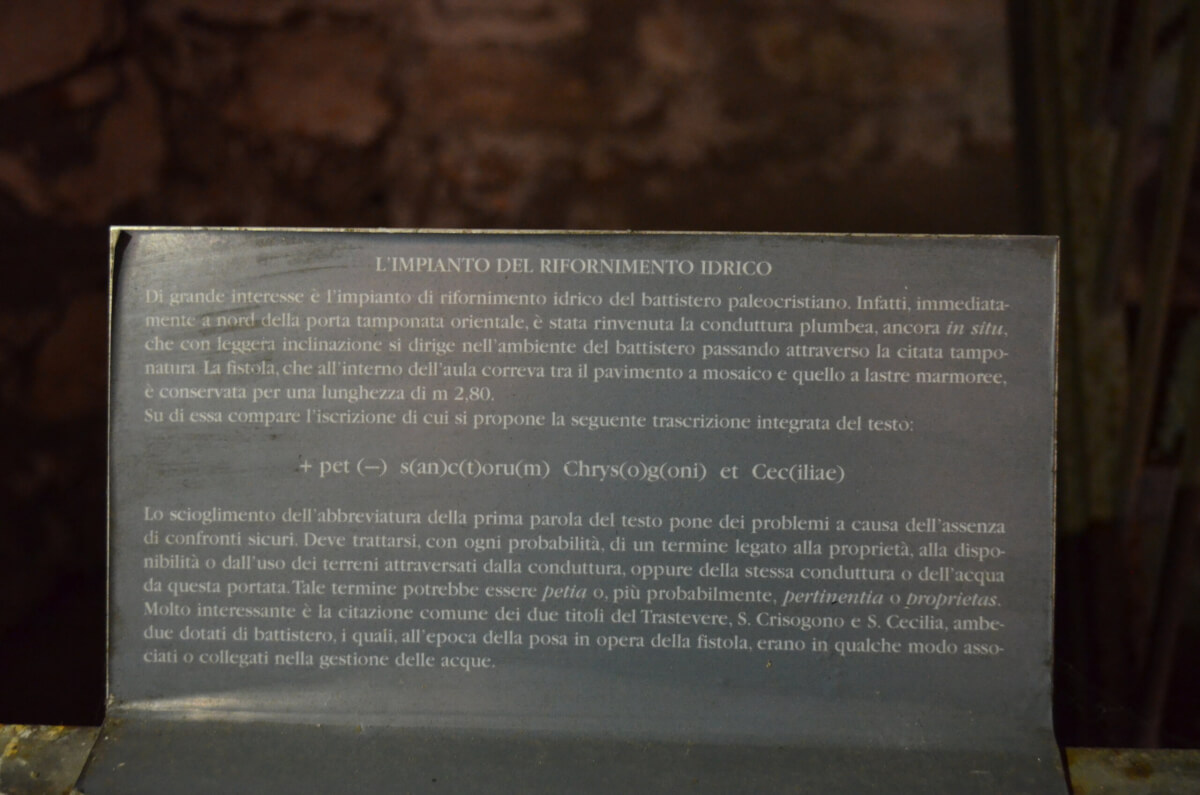 L'IMPIANTO DEL RIFORNIMENTO IDRICO
Di grande interesse è l'impianto di rifornimento idrico del battistero paleocristiano. Infatti, immediata-
mente a nord della porta tamponata orientale, è stata rinvenuta la conduttura plumbea, ancora in situ,
che con leggera inclinazione si dirige nell'ambiente del battistero passando attraverso la citata tampo-
natura. La fistola, che all'interno dell'aula correva tra il pavimento a mosaico e quello a lastre marmoree,
è conservata per una lunghezza di m 2,80.
Su di essa compare l'iscrizione di cui si propone la seguente trascrizione integrata del testo:
+ pet (—) s(an)c(t)oru(m) Chrys(o)g(oni) et Cec(iliae)
Lo scioglimento dell'abbreviatura della prima parola del testo pone dei problemi a causa dell'assenza
di confronti sicuri. Deve trattarsi, con ogni probabilità, di un termine legato alla proprietà, alla dispo-
nibilità o dall'uso dei terreni attraversati dalla conduttura, oppure della stessa conduttura o dell'acqua
da questa portata. Tale termine potrebbe essere petia o, più probabilmente, pertinentia o proprietas.
Molto interessante è la citazione comune dei due titoli del Trastevere, S. Crisogono e S. Cecilia, ambe-
due dotati di battistero, i quali, all'epoca della posa in opera della fistola, erano in qualche modo asso-
ciati o collegati nella gestione delle acque.